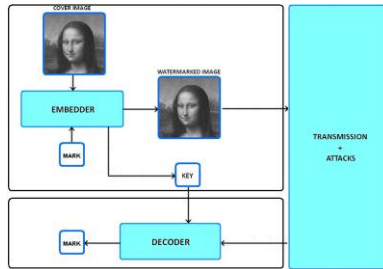 COVER IMAGE
WATERMARKED IMAGE
EMBEDDER
MARK
KEY
TRANSMISSION
+
ATTACKS
MARK
DECODER